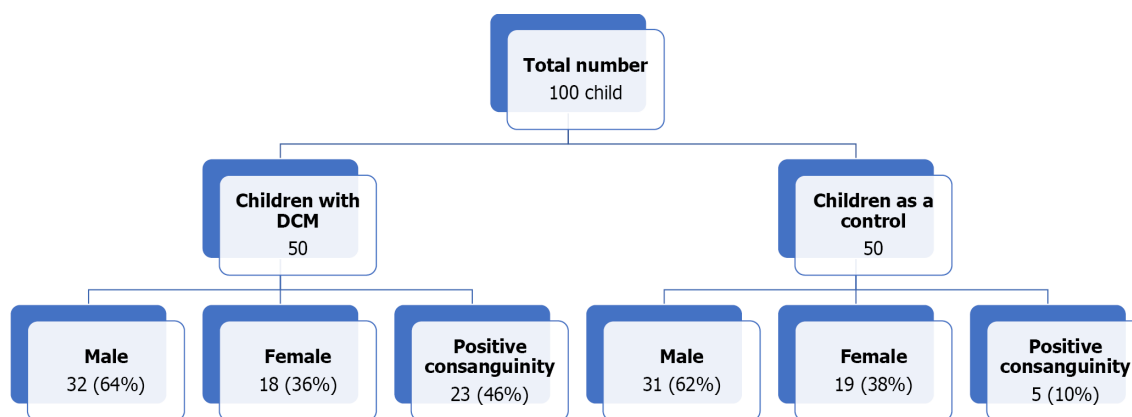 Total number
100 child
Children with
DCM
50
Children as a
control
50
Male
32 (64%)
Female
18 (36%)
Positive
consanguinity
23 (46%)
Male
31 (62%)
Female
19 (38%)
Positive
consanguinity
5 (10%)